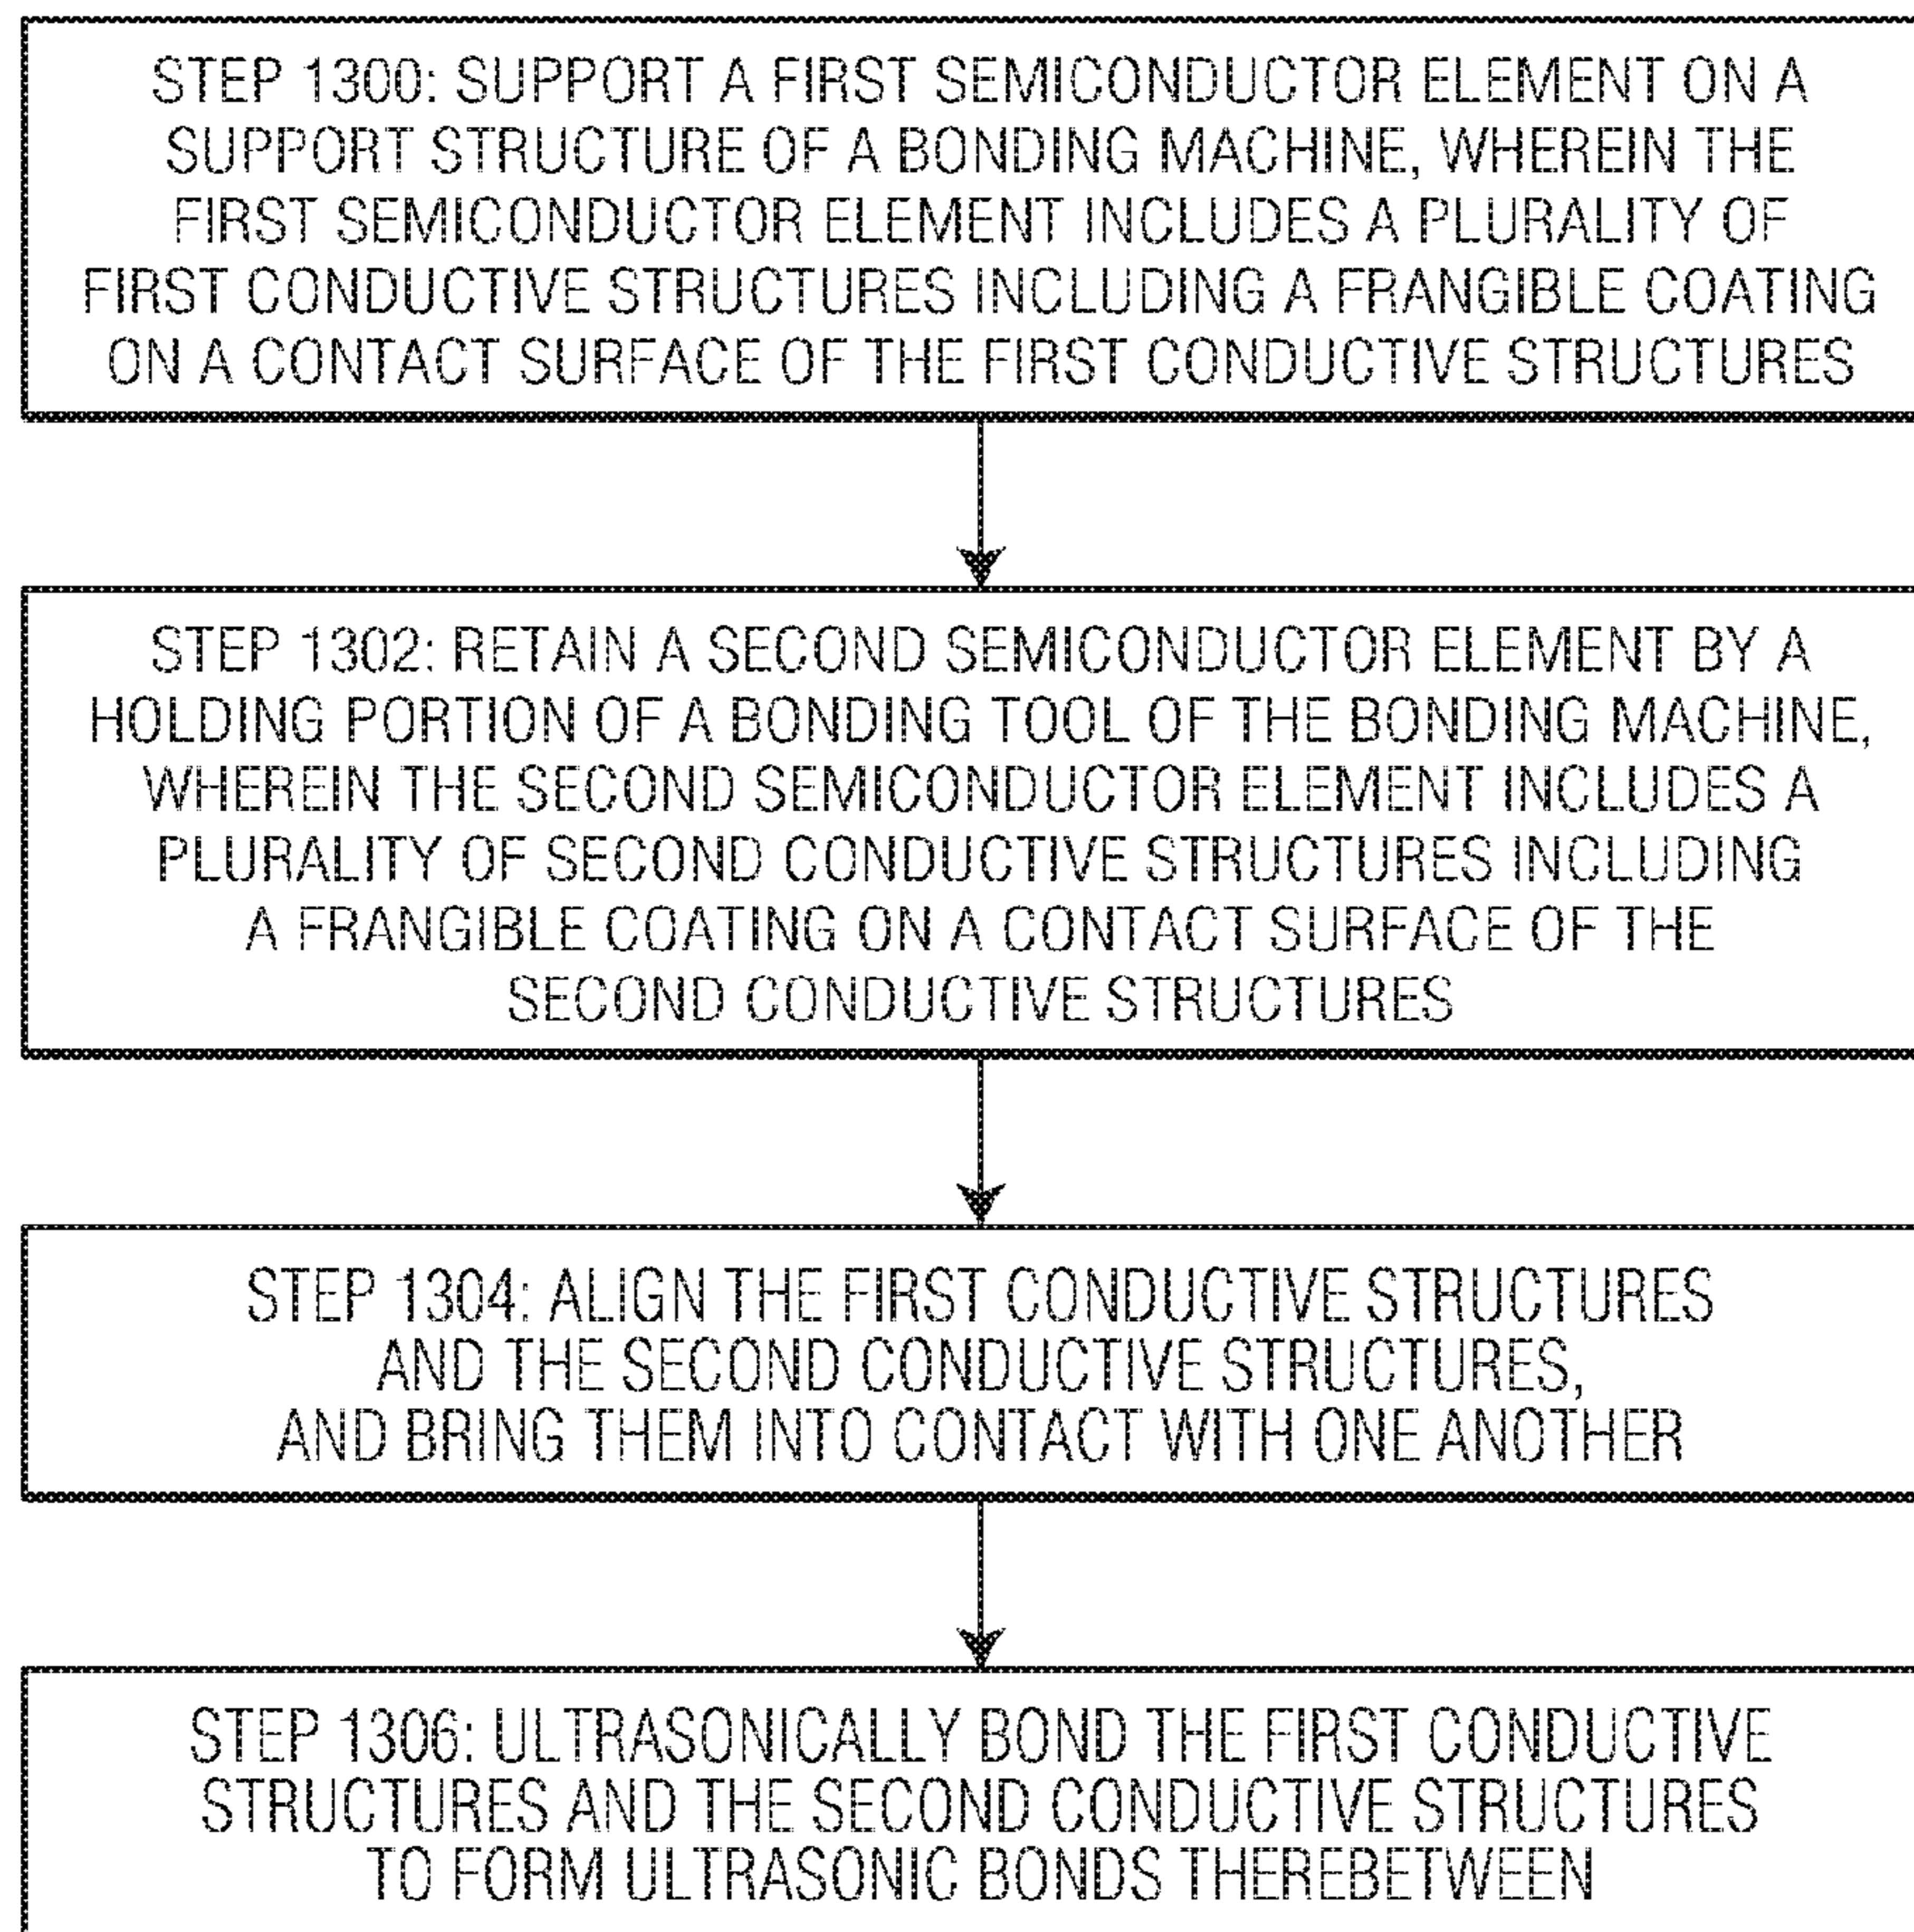 STEP 1300: SUPPORT A FIRST SEMICONDUCTOR ELEMENT ON A
SUPPORT STRUCTURE OF A BONDING MACHINE, WHEREIN THE
FIRST SEMICONDUCTOR ELEMENT INCLUDES A PLURALITY OF
FIRST CONDUCTIVE STRUCTURES INCLUDING A FRANGIBLE COATING
ON A CONTACT SURFACE OF THE FIRST CONDUCTIVE STRUCTURES
STEP 1302: RETAIN A SECOND SEMICONDUCTOR ELEMENT BY A
HOLDING PORTION OF A BONDING TOOL OF THE BONDING MACHINE,
WHEREIN THE SECOND SEMICONDUCTOR ELEMENT INCLUDES A
PLURALITY OF SECOND CONDUCTIVE STRUCTURES INCLUDING
A FRANGIBLE COATING ON A CONTACT SURFACE OF THE
SECOND CONDUCTIVE STRUCTURES
STEP 1304: ALIGN THE FIRST CONDUCTIVE STRUCTURES
AND THE SECOND CONDUCTIVE STRUCTURES,
AND BRING THEM INTO CONTACT WITH ONE ANOTHER
STEP 1306: ULTRASONICALLY BOND THE FIRST CONDUCTIVE
STRUCTURES AND THE SECOND CONDUCTIVE STRUCTURES
TO FORM ULTRASONIC BONDS THEREBETWEEN